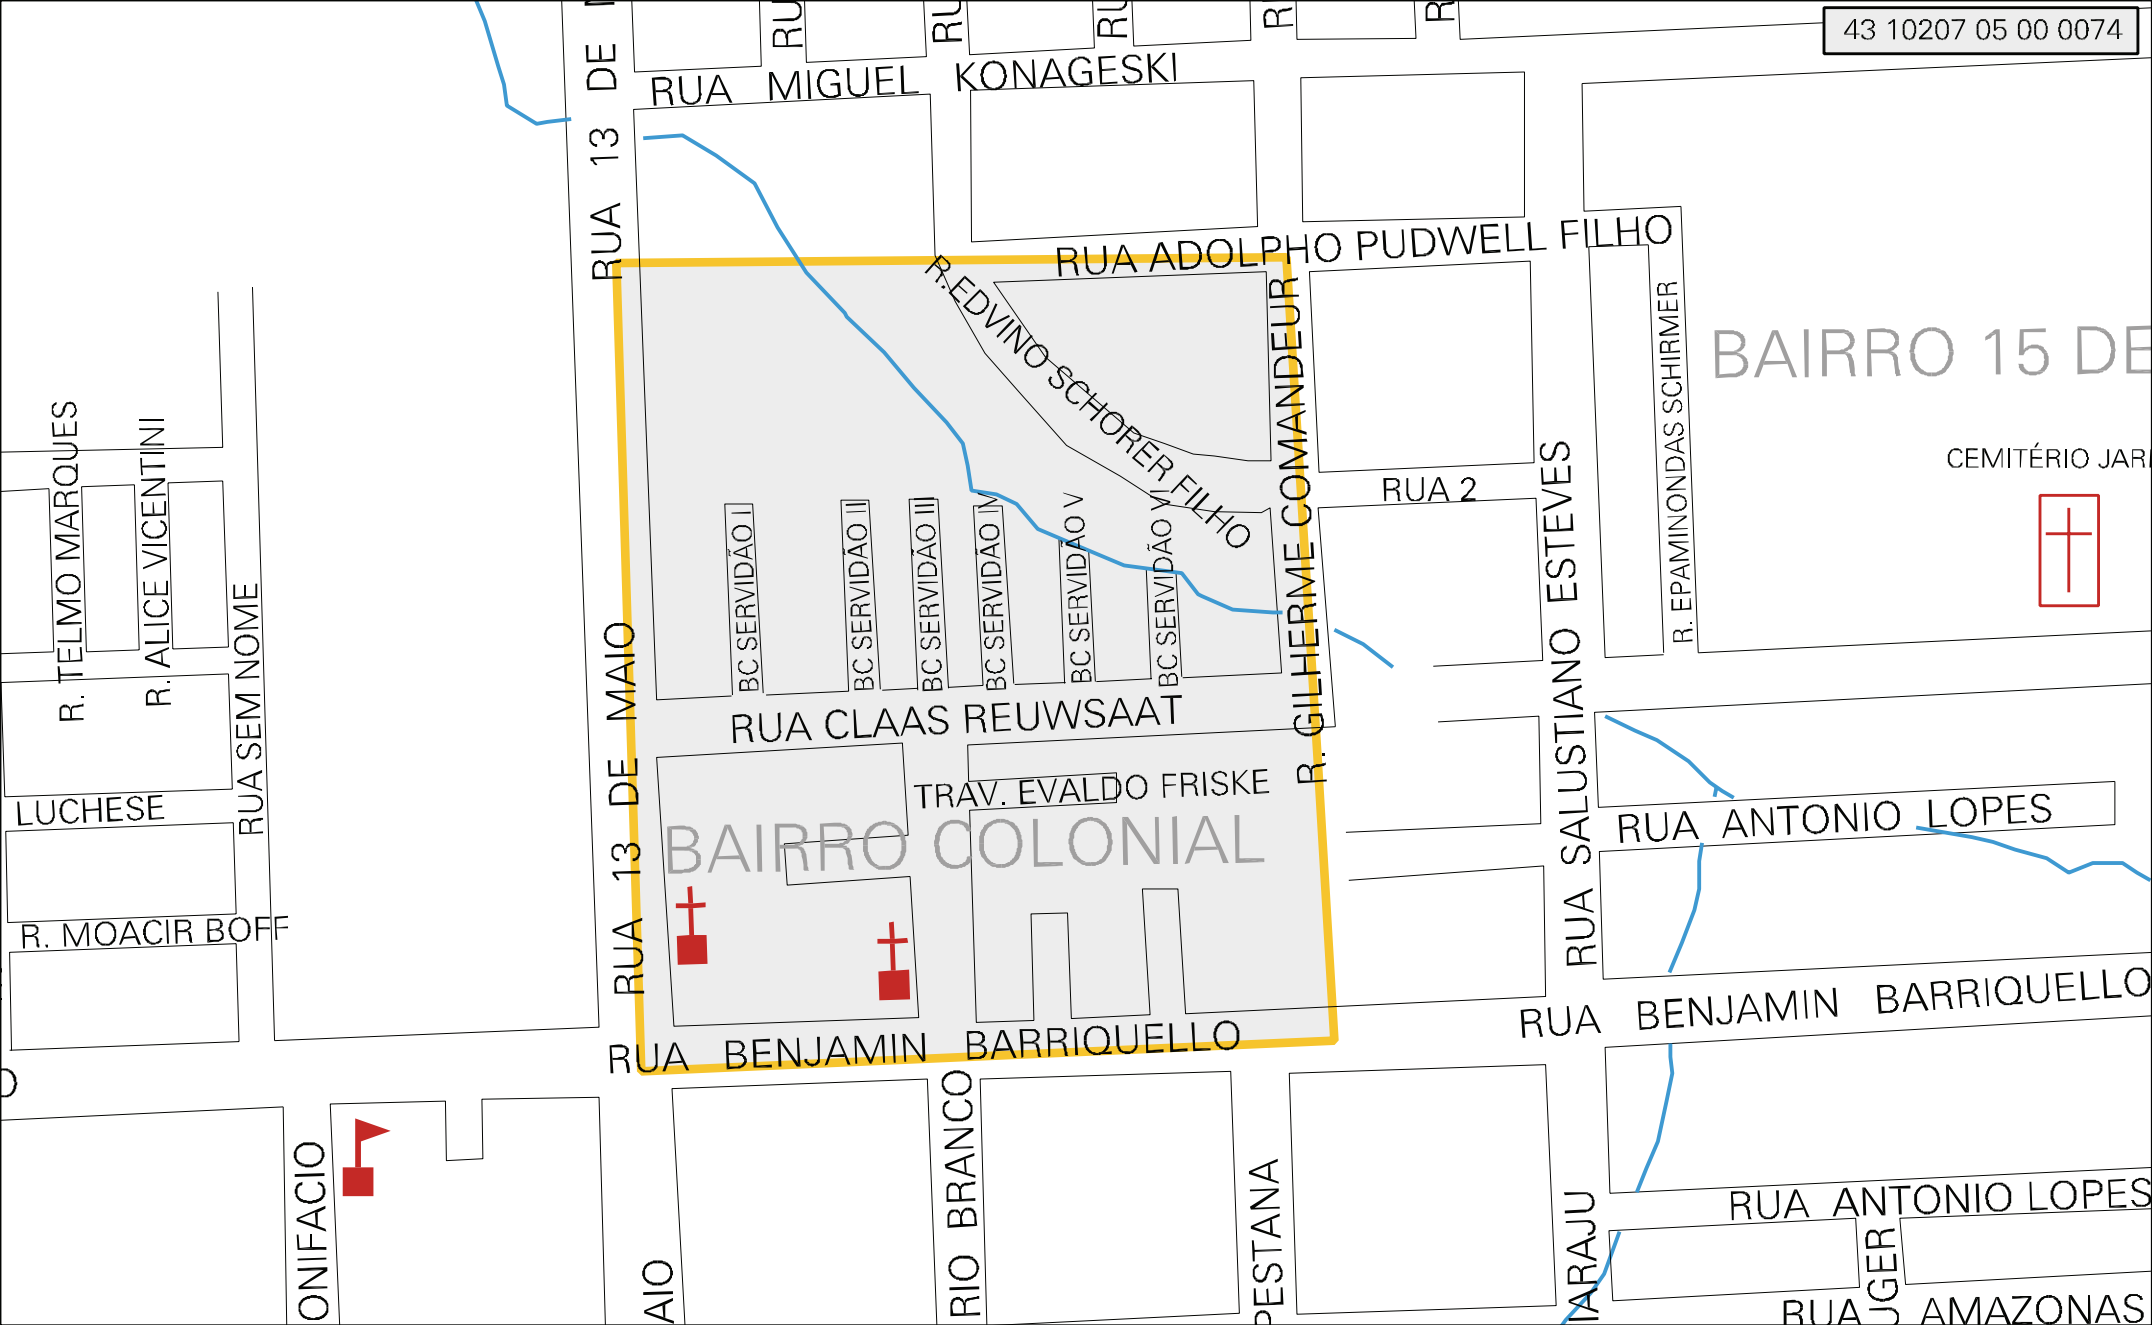 43 10207 05 00 0074
RUA MIGUEL KONAGESKI
RUA 13 DE
RUA ADOLPHO PUDWELL FILHO
R. EDVINO SCHORER FILHO
R. GILHERME COMANDEUR
R. EPAMINONDAS SCHIRMER
BAIRRO 15 DE
CEMITÉRIO JAR
RUA 2
RUA SALUSTIANO ESTEVES
R. TELMO MARQUES
R. ALICE VICENTINI
RUA SEM NOME
BC SERVIDÃO I
BC SERVIDÃO II
BC SERVIDÃO III
BC SERVIDÃO IV
BC SERVIDÃO V
BC SERVIDÃO VI
RUA 13 DE MAIO
RUA CLAAS REUWSAAT
TRAV. EVALDO FRISKE
BAIRRO COLONIAL
LUCHESE
RUA ANTONIO LOPES
R. MOACIR BOFF
RUA BENJAMIN BARRIQUELLO
RUA BENJAMIN BARRIQUELLO
ONIFACIO
AIO
RIO BRANCO
PESTANA
IARAJU
RUA ANTONIO LOPES
UGER
RUA AMAZONAS